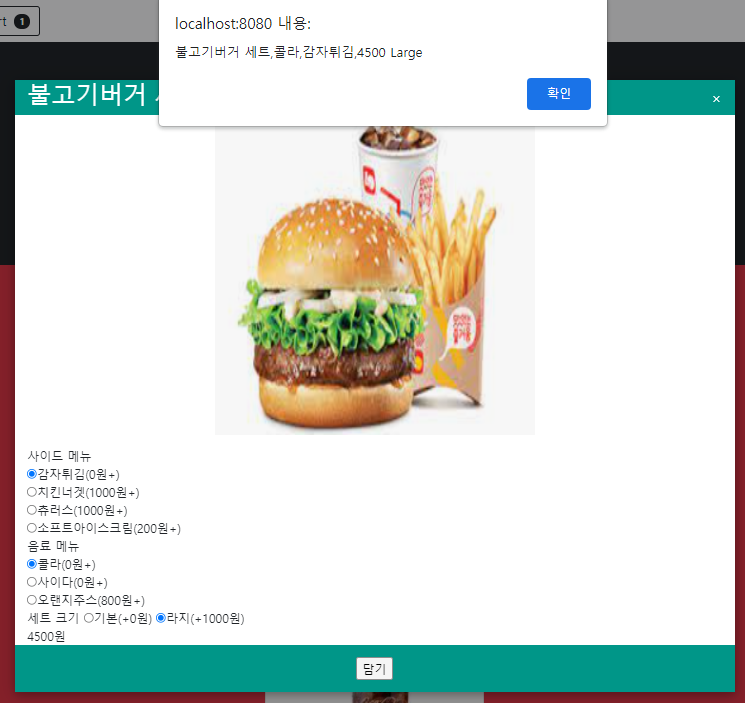 rt 1
localhost:8080 내용:
불고기버거 세트,콜라,감자튀김,4500 Large
확인
불고기버거
×
사이드 메뉴
감자튀김(0원+)
치킨너겟(1000원+)
츄러스(1000원+)
소프트아이스크림(200원+)
음료 메뉴
콜라(0원+)
사이다(0원+)
오랜지주스(800원+)
세트 크기 기본(+0원) 라지(+1000원)
4500원
담기